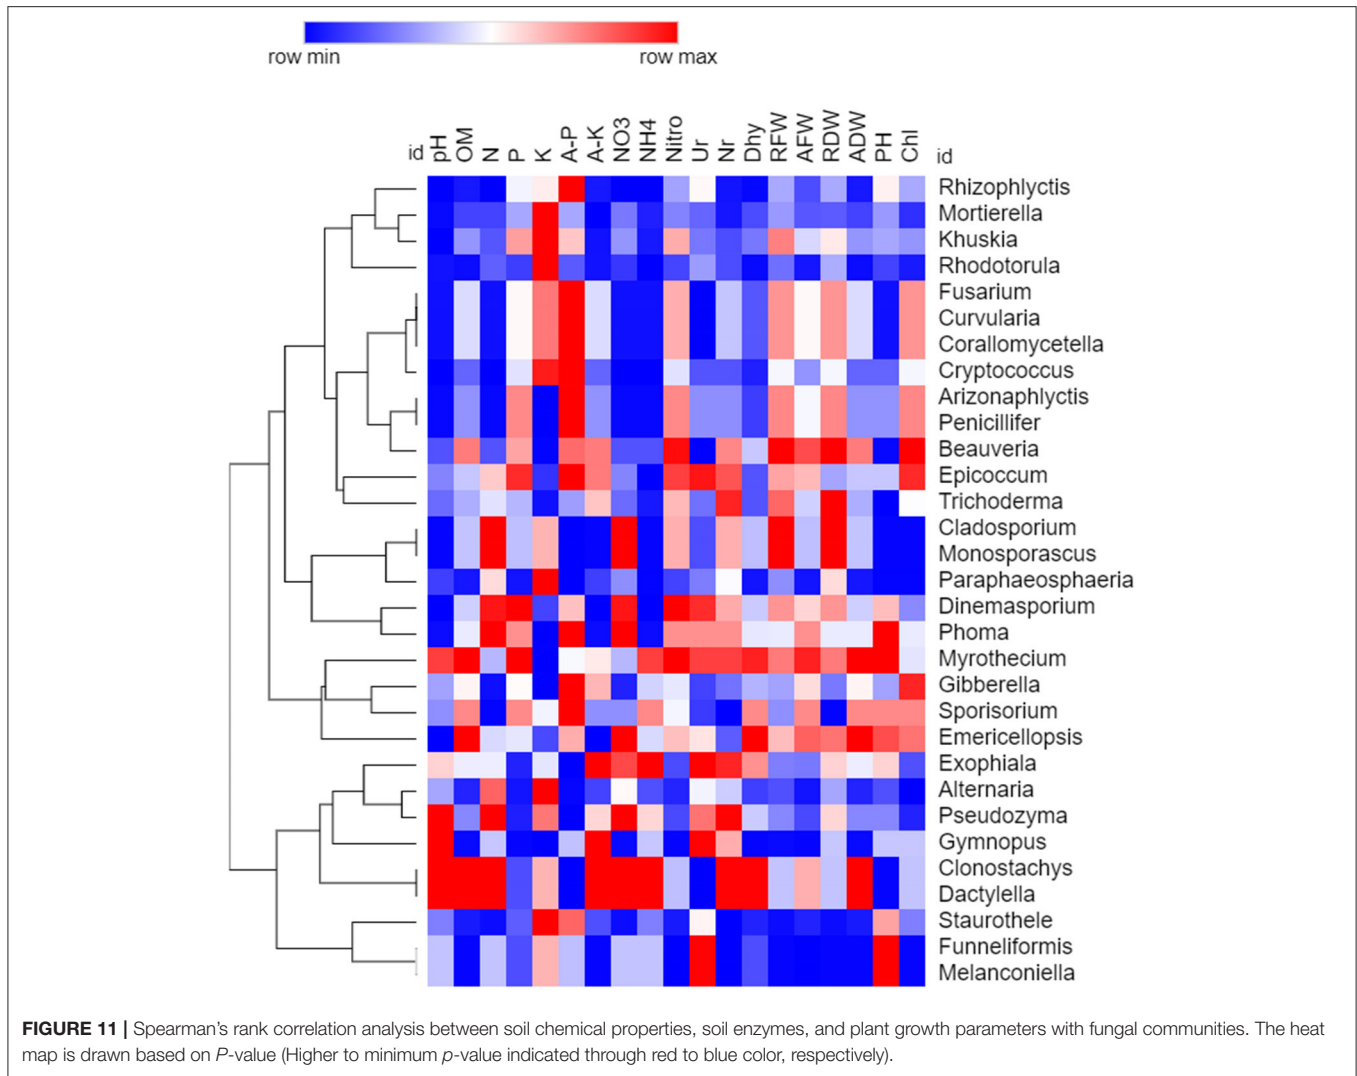 row min row max
id pH OM N P K A-P A-K NO3 NH4 Nitro Ur Nr Dhy RFW AFW RDW ADW PH Chl id
Rhizophlyctis
Mortierella
Khuskia
Rhodotorula
Fusarium
Curvularia
Corallomycetella
Cryptococcus
Arizonaphlyctis
Penicillifer
Beauveria
Epicoccum
Trichoderma
Cladosporium
Monosporascus
Paraphaeosphaeria
Dinemasporium
Phoma
Myrothecium
Gibberella
Sporisorium
Emericellopsis
Exophiala
Alternaria
Pseudozyma
Gymnopus
Clonostachys
Dactylella
Staurothele
Funneliformis
Melanconiella
FIGURE 11 | Spearman's rank correlation analysis between soil chemical properties, soil enzymes, and plant growth parameters with fungal communities. The heat
map is drawn based on P-value (Higher to minimum p-value indicated through red to blue color, respectively).